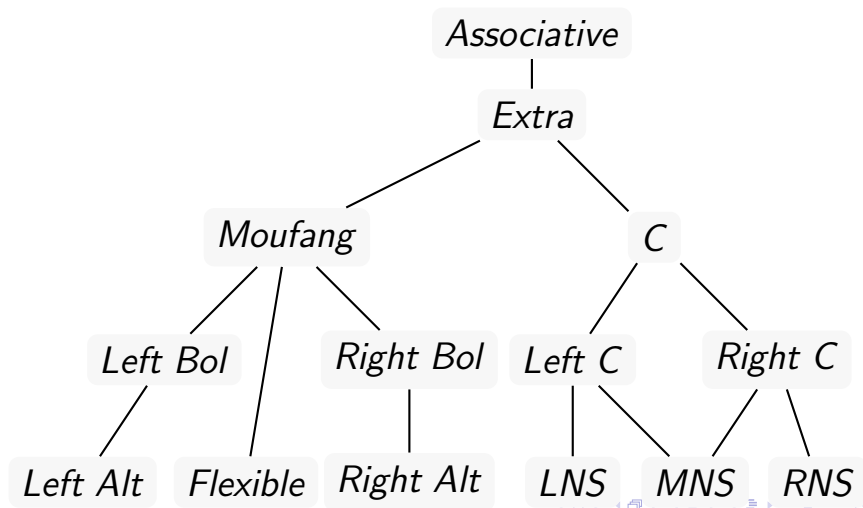 Associative
Extra
Moufang C
Left Bol Right Bol Left C Right C
Left Alt Flexible Right Alt LNS MNS RNS